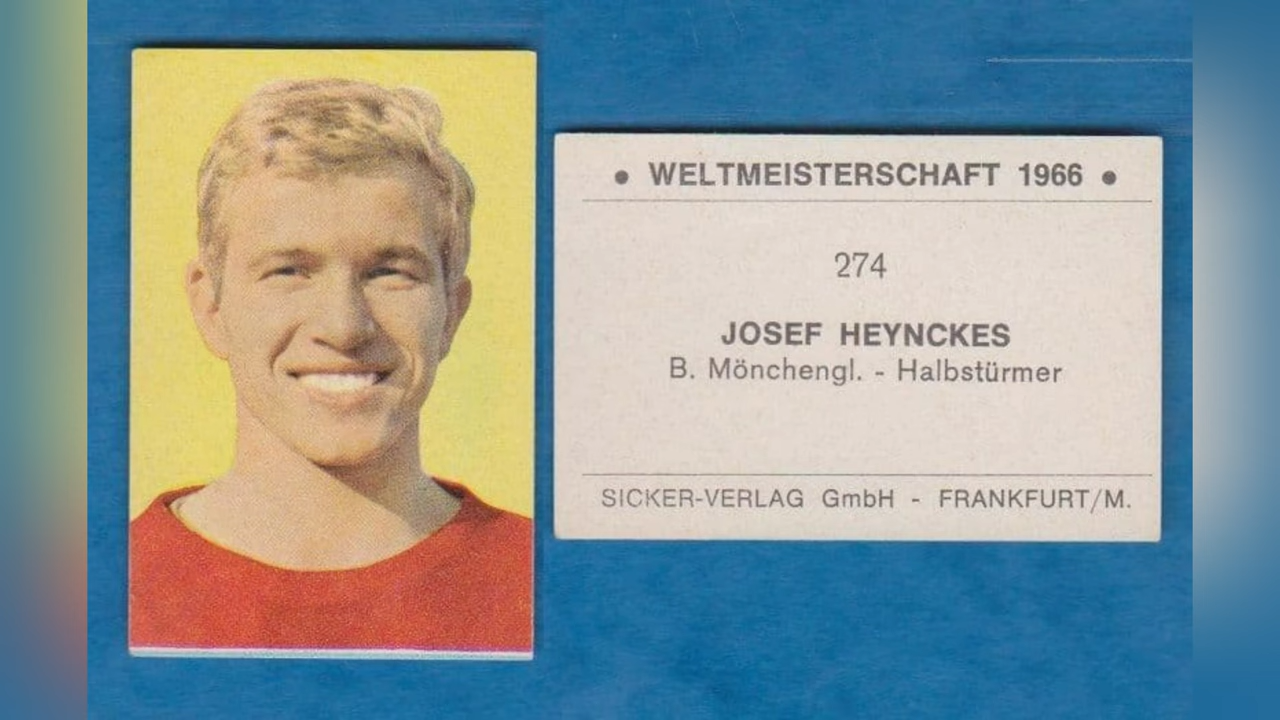 • WELTMEISTERSCHAFT 1966 •
274
JOSEF HEYNCKES
B. Mönchengl. - Halbstürmer
SICKER-VERLAG GmbH - FRANKFURT/M.